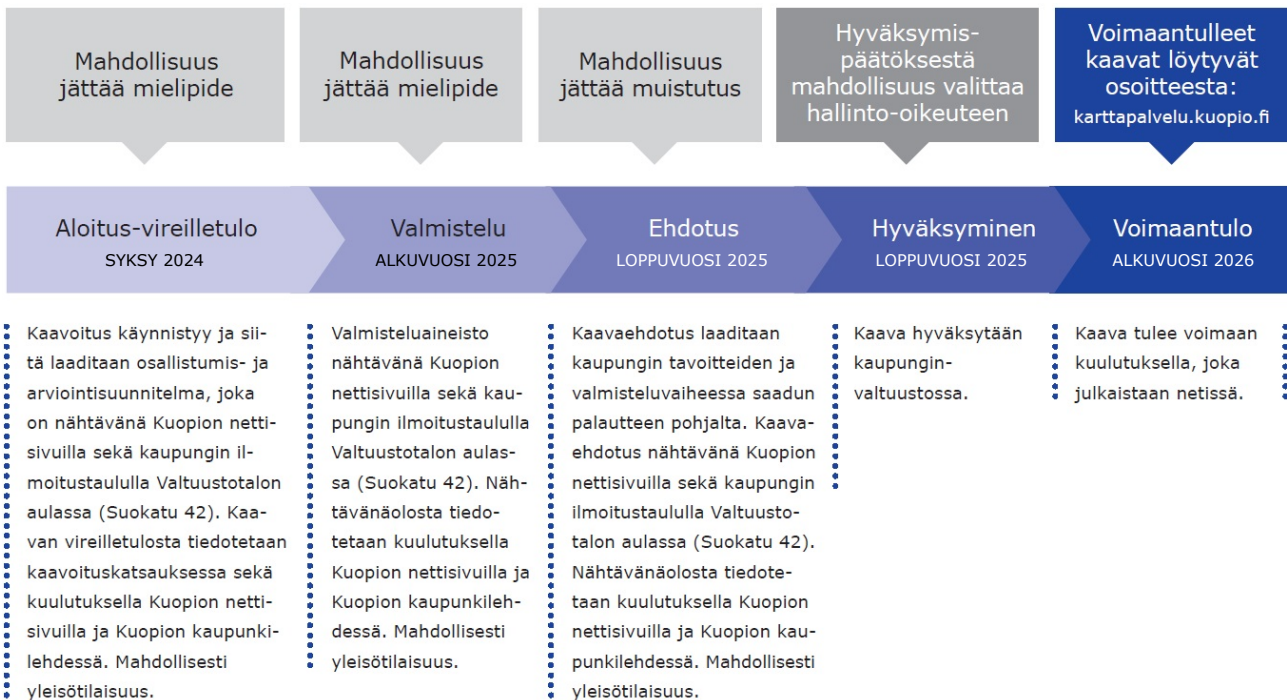 Mahdollisuus
jättää mielipide
Mahdollisuus
jättää mielipide
Mahdollisuus
jättää muistutus
Hyväksymis-
päätöksestä
mahdollisuus valittaa
hallinto-oikeuteen
Voimaantulleet
kaavat löytyvät
osoitteesta:
karttapalvelu.kuopio.fi
Aloitus-vireilletulo
SYKSY 2024
Valmistelu
ALKUVUOSI 2025
Ehdotus
LOPPUVUOSI 2025
Hyväksyminen
LOPPUVUOSI 2025
Voimaantulo
ALKUVUOSI 2026
Kaavoitus käynnistyy ja sii-
tä laaditaan osallistumis- ja
arviointisuunnitelma, joka
on nähtävänä Kuopion netti-
sivuilla sekä kaupungin il-
moitustaululla Valtuustotalon
aulassa (Suokatu 42). Kaa-
van vireilletulosta tiedotetaan
kaavoituskatsauksessa sekä
kuulutuksella Kuopion netti-
sivuilla ja Kuopion kaupunki-
lehdessä. Mahdollisesti
yleisötilaisuus.
Valmisteluaineisto
nähtävänä Kuopion
nettisivuilla sekä kau-
pungin ilmoitustaululla
Valtuustotalon aulas-
sa (Suokatu 42). Näh-
tävänäolosta tiedo-
tetaan kuulutuksella
Kuopion nettisivuilla ja
Kuopion kaupunkileh-
dessä. Mahdollisesti
yleisötilaisuus.
Kaavaehdotus laaditaan
kaupungin tavoitteiden ja
valmisteluvaiheessa saadun
palautteen pohjalta. Kaava-
ehdotus nähtävänä Kuopion
nettisivuilla sekä kaupungin
ilmoitustaululla Valtuusto-
talon aulassa (Suokatu 42).
Nähtävänäolosta tiedote-
taan kuulutuksella Kuopion
nettisivuilla ja Kuopion kau-
punkilehdessä. Mahdollisesti
yleisötilaisuus.
Kaava hyväksytään
kaupungin-
valtuustossa.
Kaava tulee voimaan
kuulutuksella, joka
julkaistaan netissä.